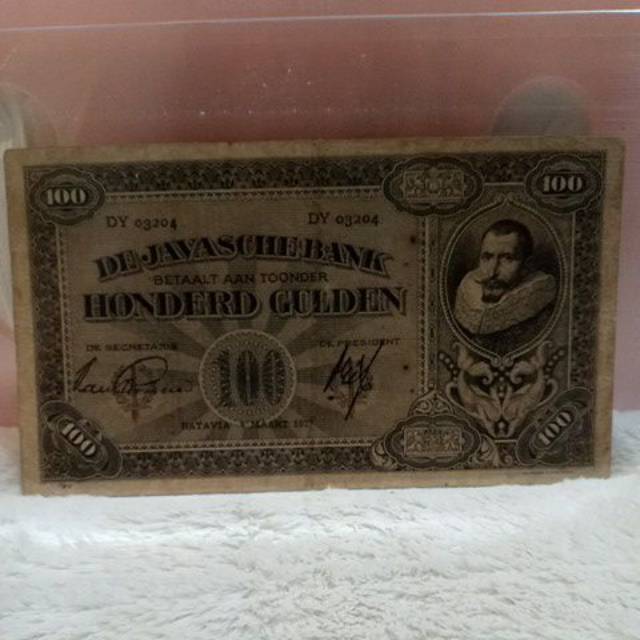 100
100
DY 03204 DY 03204
DE JAVASCHE BANK
BETAALT AAN TOONDER
HONDERD GULDEN
DE SECRETARIS DE PRESIDENT
100
BATAVIA MAART
100
100